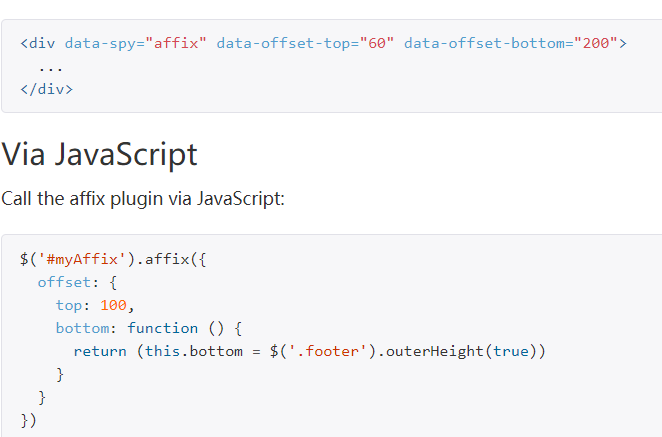 <div data-spy="affix" data-offset-top="60" data-offset-bottom="200">
  ...
</div>
Via JavaScript
Call the affix plugin via JavaScript:
$('#myAffix').affix({
  offset: {
    top: 100,
    bottom: function () {
      return (this.bottom = $('.footer').outerHeight(true))
    }
  }
})